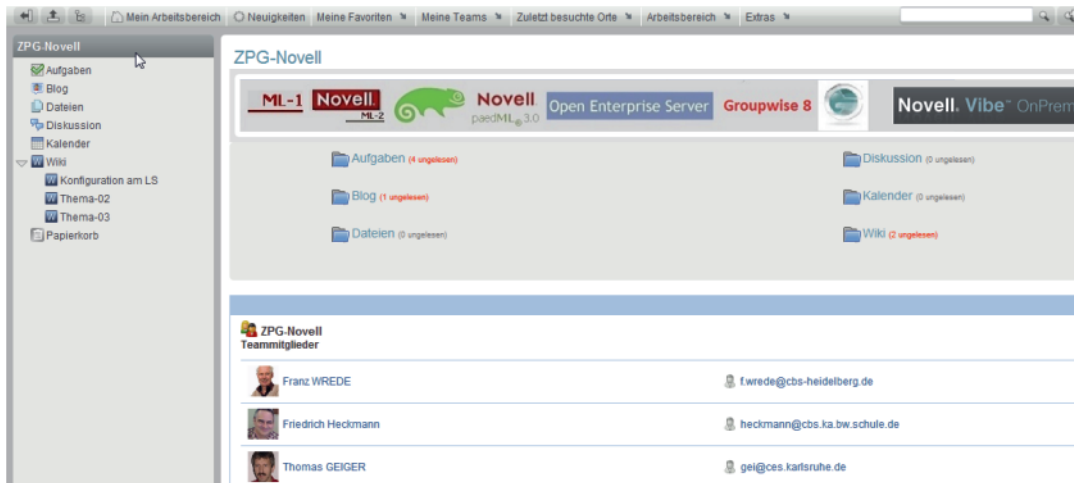 Mein Arbeitsbereich Neuigkeiten Meine Favoriten Meine Teams Zuletzt besuchte Orte Arbeitsbereich Extras
ZPG-Novell
Aufgaben
Blog
Dateien
Diskussion
Kalender
Wiki
Konfiguration am LS
Thema-02
Thema-03
Papierkorb
ZPG-Novell
ML-1 Novell. ML-2 Novell. paedML® 3.0 Open Enterprise Server Groupwise 8 Novell. Vibe™ OnPrem
Aufgaben (4 ungelesen) Diskussion (0 ungelesen)
Blog (1 ungelesen) Kalender (0 ungelesen)
Dateien (0 ungelesen) Wiki (2 ungelesen)
ZPG-Novell
Teammitglieder
Franz WREDE f.wrede@cbs-heidelberg.de
Friedrich Heckmann heckmann@cbs.ka.bw.schule.de
Thomas GEIGER gei@ces.karlsruhe.de